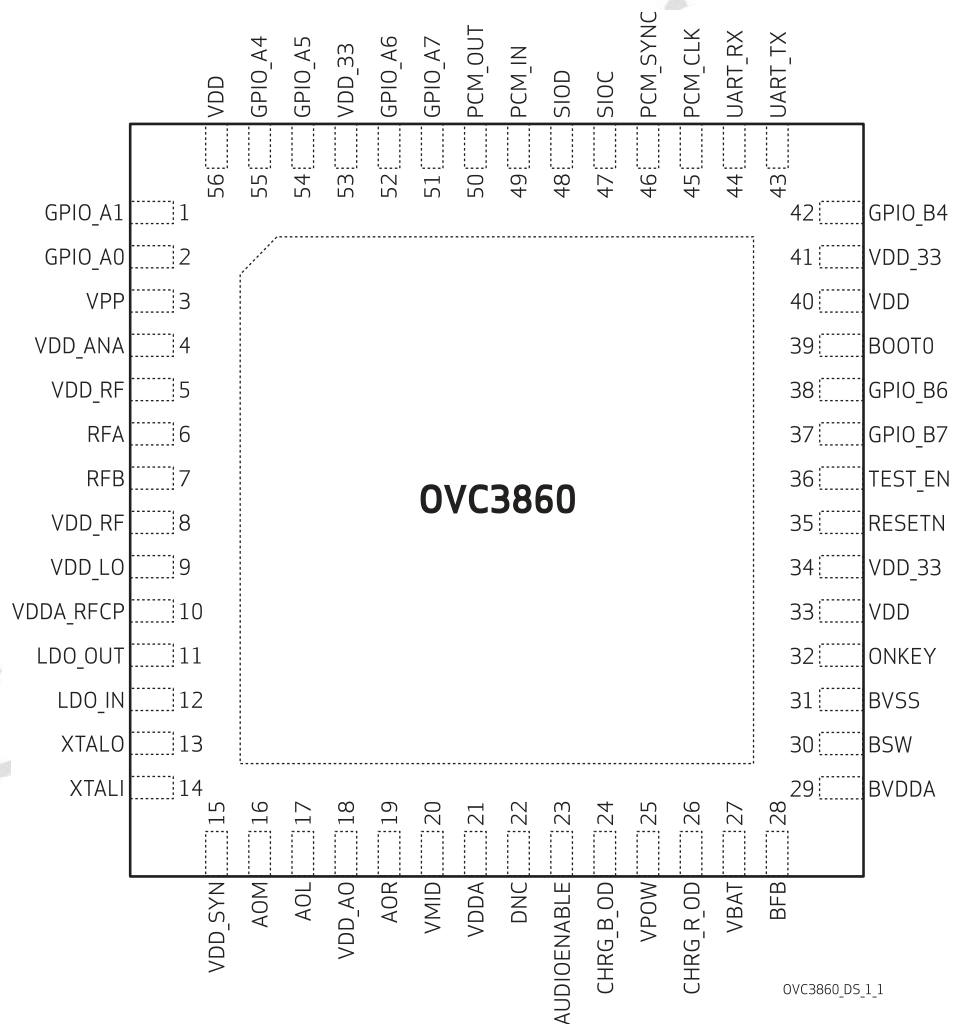 VDD
GPIO_A4
GPIO_A5
VDD_33
GPIO_A6
GPIO_A7
PCM_OUT
PCM_IN
SIOD
SIOC
PCM_SYNC
PCM_CLK
UART_RX
UART_TX
56
55
54
53
52
51
50
49
48
47
46
45
44
43
GPIO_A1 1
GPIO_A0 2
VPP 3
VDD_ANA 4
VDD_RF 5
RFA 6
RFB 7
VDD_RF 8
VDD_LO 9
VDDA_RFCP 10
LDO_OUT 11
LDO_IN 12
XTALO 13
XTALI 14
OVC3860
42 GPIO_B4
41 VDD_33
40 VDD
39 BOOT0
38 GPIO_B6
37 GPIO_B7
36 TEST_EN
35 RESETN
34 VDD_33
33 VDD
32 ONKEY
31 BVSS
30 BSW
29 BVDDA
15
16
17
18
19
20
21
22
23
24
25
26
27
28
VDD_SYN
AOM
AOL
VDD_AO
AOR
VMID
VDDA
DNC
AUDIOENABLE
CHRG_B_OD
VPOW
CHRG_R_OD
VBAT
BFB
OVC3860_DS_1_1